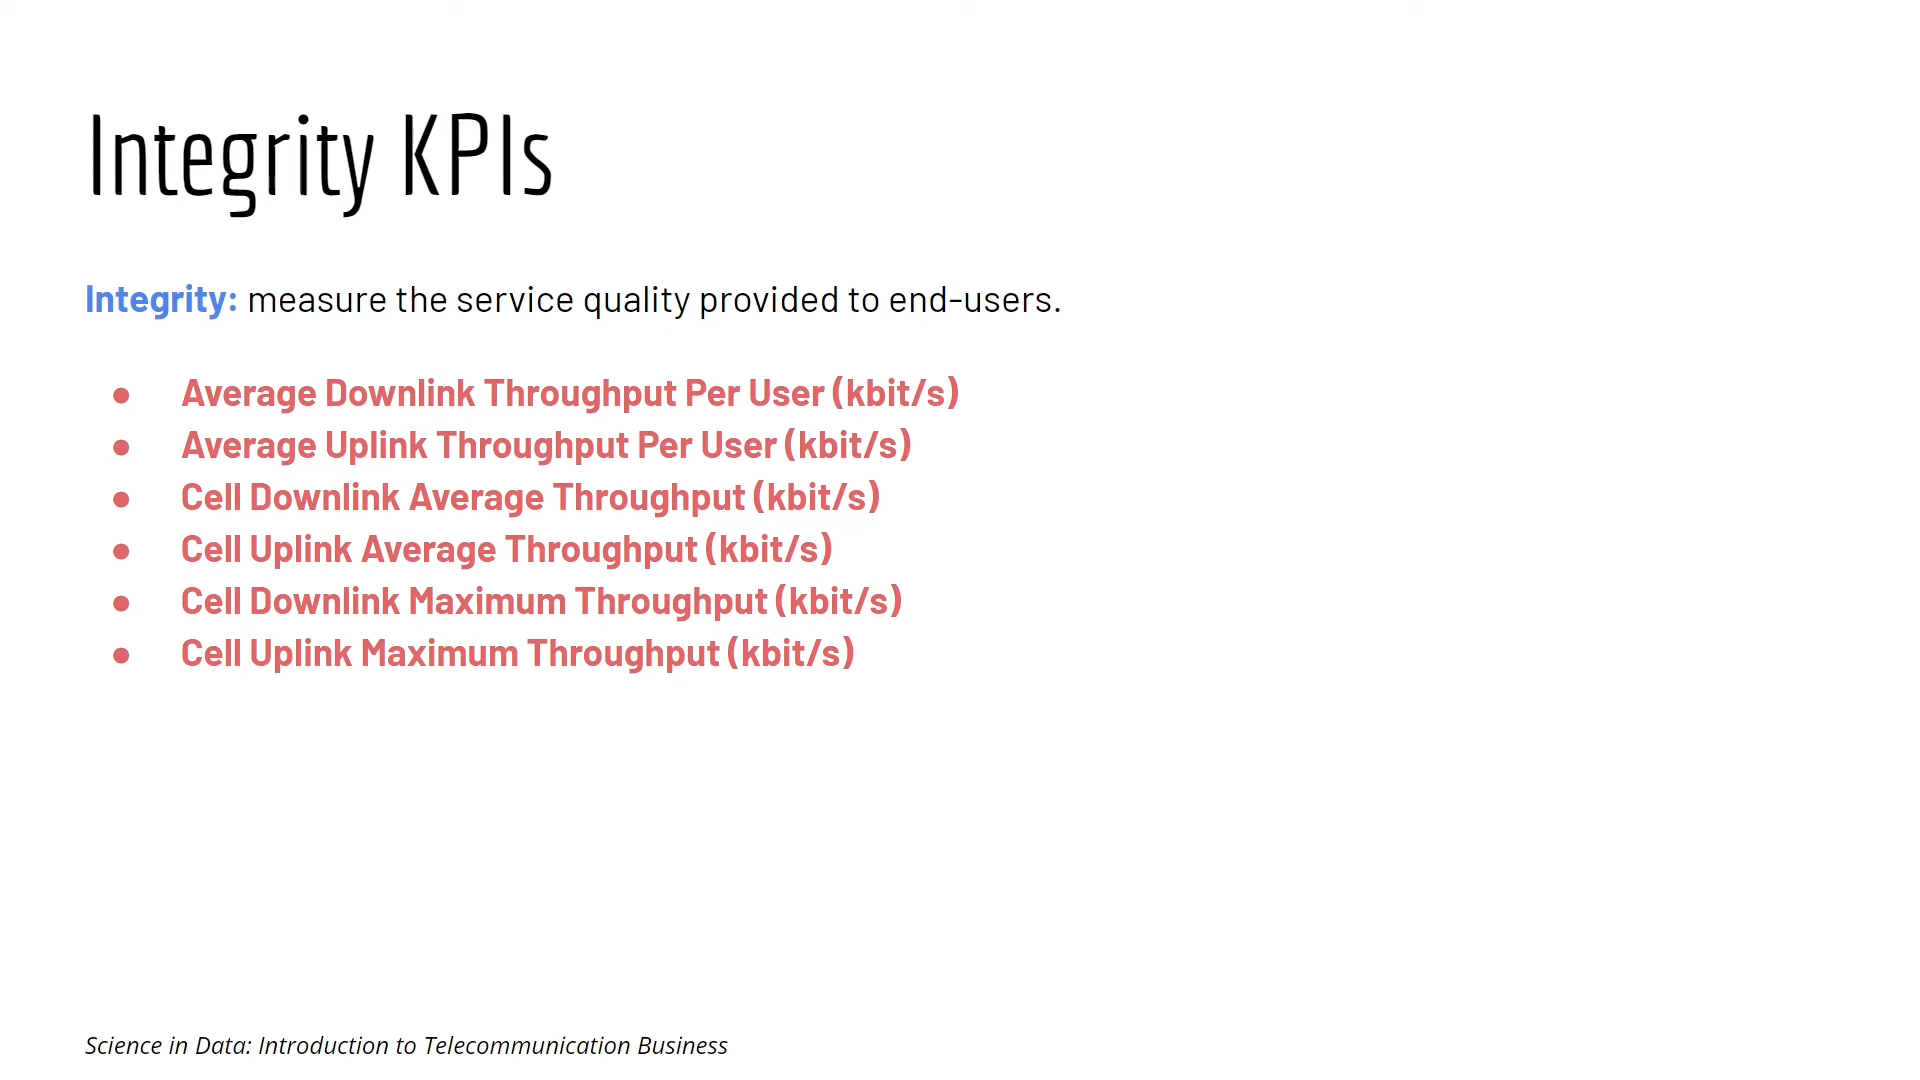 Integrity KPIs
Integrity: measure the service quality provided to end-users.
● Average Downlink Throughput Per User (kbit/s)
● Average Uplink Throughput Per User (kbit/s)
● Cell Downlink Average Throughput (kbit/s)
● Cell Uplink Average Throughput (kbit/s)
● Cell Downlink Maximum Throughput (kbit/s)
● Cell Uplink Maximum Throughput (kbit/s)
Science in Data: Introduction to Telecommunication Business